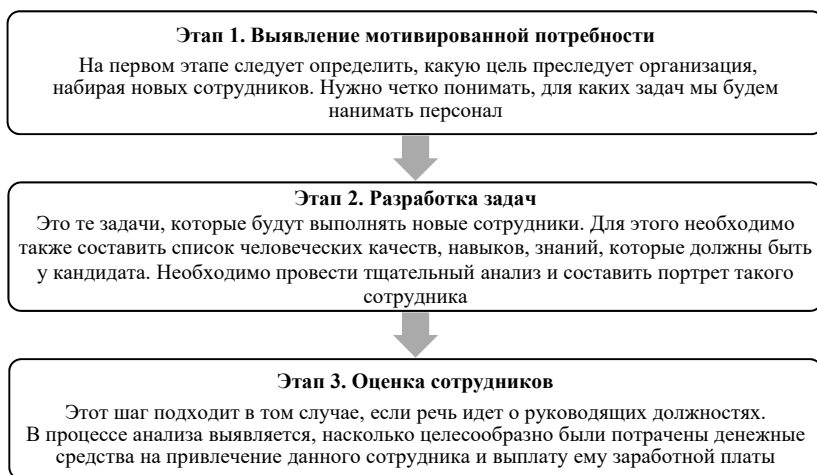 Этап 1. Выявление мотивированной потребности
На первом этапе следует определить, какую цель преследует организация,
набирая новых сотрудников. Нужно четко понимать, для каких задач мы будем
нанимать персонал
Этап 2. Разработка задач
Это те задачи, которые будут выполнять новые сотрудники. Для этого необходимо
также составить список человеческих качеств, навыков, знаний, которые должны быть
у кандидата. Необходимо провести тщательный анализ и составить портрет такого
сотрудника
Этап 3. Оценка сотрудников
Этот шаг подходит в том случае, если речь идет о руководящих должностях.
В процессе анализа выявляется, насколько целесообразно были потрачены денежные
средства на привлечение данного сотрудника и выплату ему заработной платы